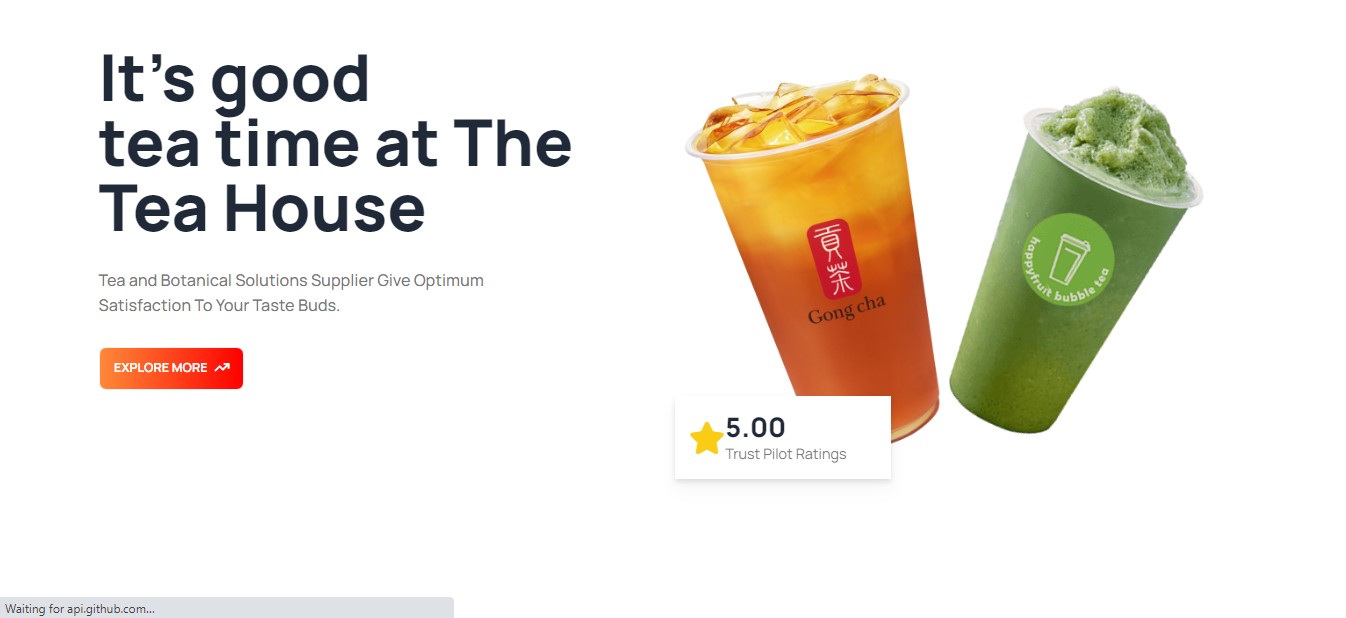 It’s good
tea time at The
Tea House
Tea and Botanical Solutions Supplier Give Optimum
Satisfaction To Your Taste Buds.
EXPLORE MORE
貢茶
Gong cha
happyfruit bubble tea
5.00
Trust Pilot Ratings
Waiting for api.github.com...